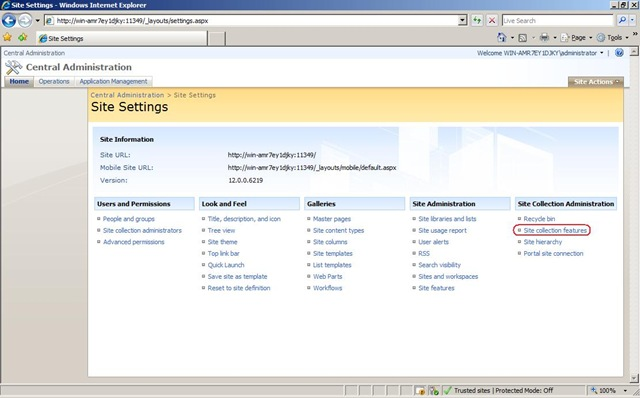 Site Settings - Windows Internet Explorer
http://win-amr7ey1djky:11349/_layouts/settings.aspx
Live Search
Site Settings
Page
Tools
Central Administration
Welcome WIN-AMR7EY1DJKY\administrator
Central Administration
Home
Operations
Application Management
Site Actions
Central Administration > Site Settings
Site Settings
Site Information
Site URL:
http://win-amr7ey1djky:11349/
Mobile Site URL:
http://win-amr7ey1djky:11349/_layouts/mobile/default.aspx
Version:
12.0.0.6219
Users and Permissions
People and groups
Site collection administrators
Advanced permissions
Look and Feel
Title, description, and icon
Tree view
Site theme
Top link bar
Quick Launch
Save site as template
Reset to site definition
Galleries
Master pages
Site content types
Site columns
Site templates
List templates
Web Parts
Workflows
Site Administration
Site libraries and lists
Site usage report
User alerts
RSS
Search visibility
Sites and workspaces
Site features
Site Collection Administration
Recycle bin
Site collection features
Site hierarchy
Portal site connection
Trusted sites | Protected Mode: Off
100%